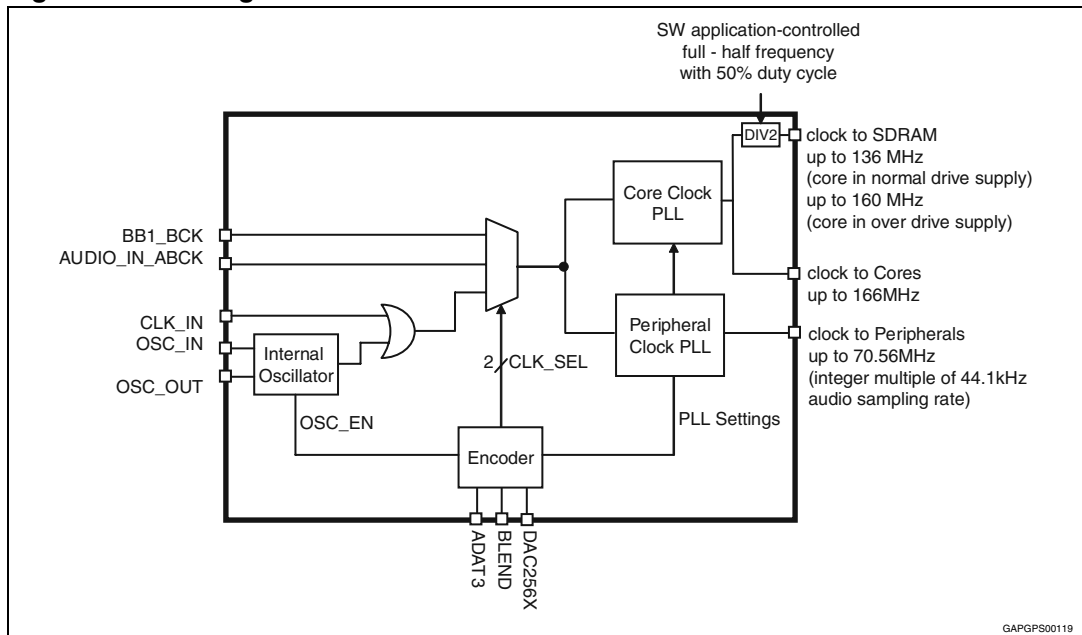 SW application-controlled
full - half frequency
with 50% duty cycle
DIV2
clock to SDRAM
up to 136 MHz
(core in normal drive supply)
up to 160 MHz
(core in over drive supply)
Core Clock
PLL
BB1_BCK
AUDIO_IN_ABCK
clock to Cores
up to 166MHz
CLK_IN
OSC_IN
OSC_OUT
Internal
Oscillator
Peripheral
Clock PLL
clock to Peripherals
up to 70.56MHz
(integer multiple of 44.1kHz
audio sampling rate)
2
CLK_SEL
OSC_EN
PLL Settings
Encoder
ADAT3
BLEND
DAC256X
GAPGPS00119